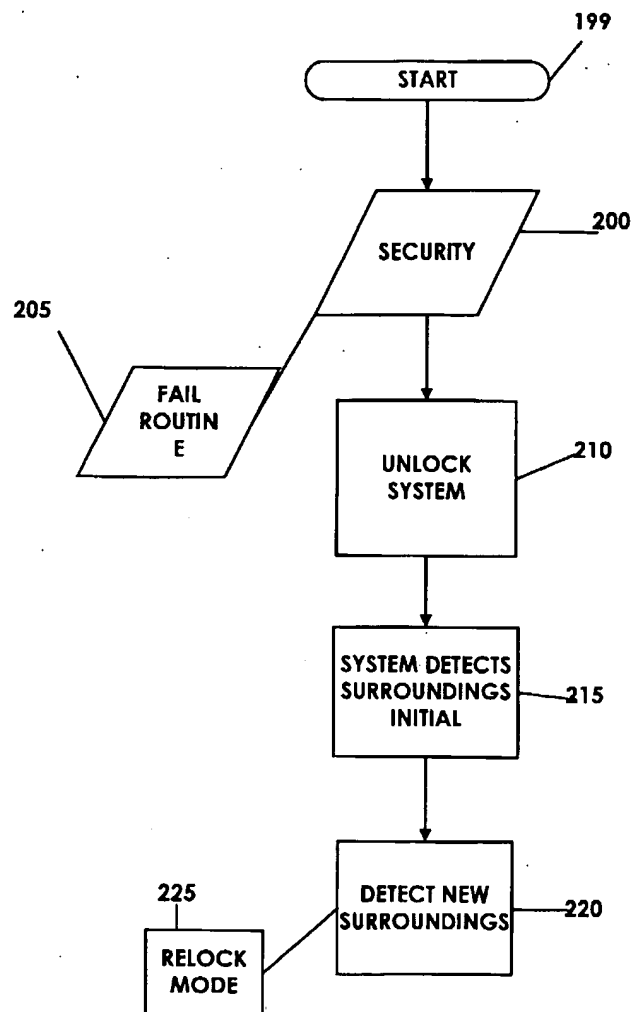 199
START
200
SECURITY
205
FAIL
ROUTIN
E
210
UNLOCK
SYSTEM
SYSTEM DETECTS
SURROUNDINGS
INITIAL
215
225
DETECT NEW
SURROUNDINGS
220
RELOCK
MODE